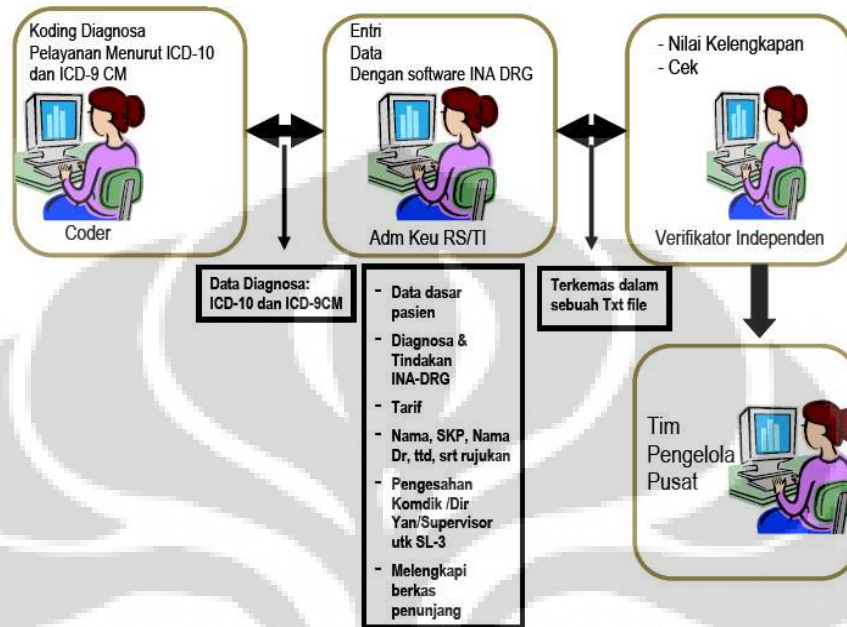 Koding Diagnosa
Pelayanan Menurut ICD-10
dan ICD-9 CM
Coder
Entri
Data
Dengan software INA DRG
Adm Keu RS/TI
- Nilai Kelengkapan
- Cek
Verifikator Independen
Data Diagnosa:
ICD-10 dan ICD-9CM
- Data dasar
pasien
- Diagnosa &
Tindakan
INA-DRG
- Tarif
- Nama, SKP, Nama
Dr, ttd, srt rujukan
- Pengesahan
Komdik /Dir
Yan/Supervisor
utk SL-3
- Melengkapi
berkas
penunjang
Terkemas dalam
sebuah Txt file
Tim
Pengelola
Pusat